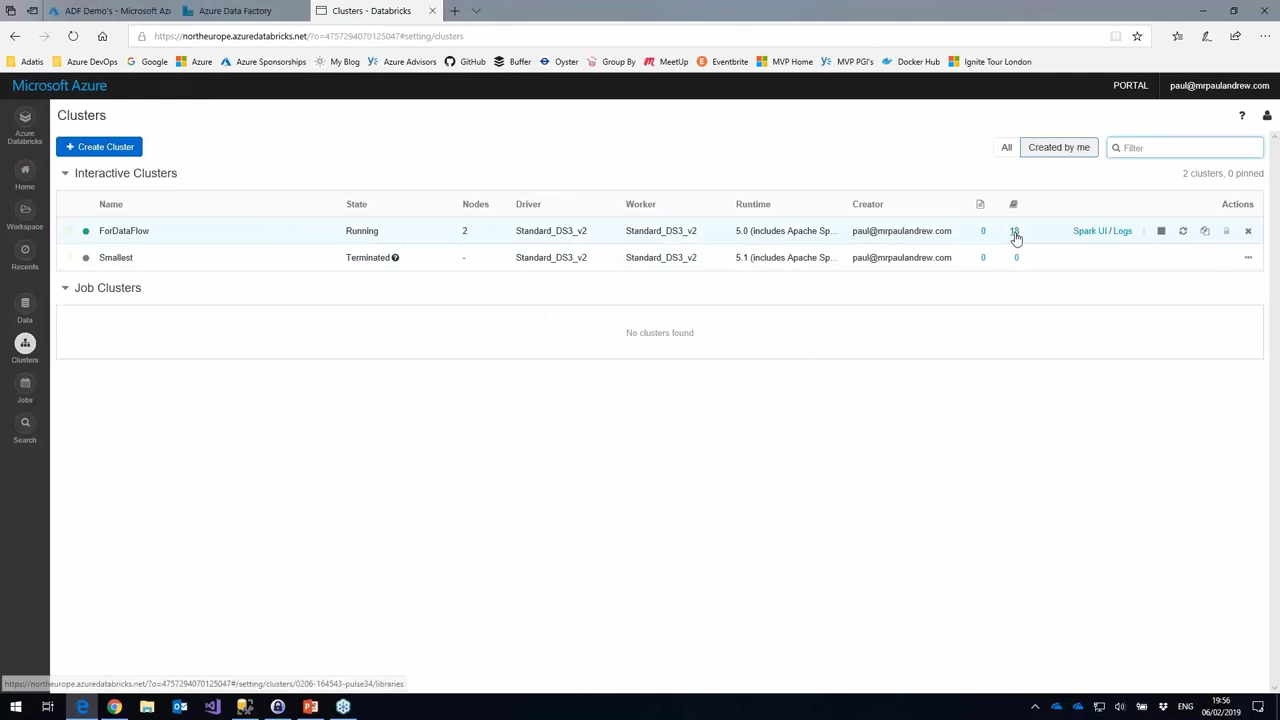 ADF Demo's - Microsoft Azu
Azure Data Factory
Clusters - Databricks
https://northeurope.azuredatabricks.net/?o=4757294070125047#setting/clusters
Adatis
Azure DevOps
Google
Azure
Azure Sponsorships
My Blog
Azure Advisors
GitHub
Buffer
Oyster
Group By
MeetUp
Eventbrite
MVP Home
MVP PGI's
Docker Hub
Ignite Tour London
Microsoft Azure
PORTAL
paul@mrpaulandrew.com
Azure
Databricks
Home
Workspace
Recents
Data
Clusters
Jobs
Search
Clusters
?
+ Create Cluster
All
Created by me
Filter
Interactive Clusters
2 clusters, 0 pinned
Name State Nodes Driver Worker Runtime Creator Actions
ForDataFlow Running 2 Standard_DS3_v2 Standard_DS3_v2 5.0 (includes Apache Sp... paul@mrpaulandrew.com 0 18 Spark UI / Logs
Smallest Terminated - Standard_DS3_v2 Standard_DS3_v2 5.1 (includes Apache Sp... paul@mrpaulandrew.com 0 0 ...
Job Clusters
No clusters found
https://northeurope.azuredatabricks.net/?o=4757294070125047#/setting/clusters/0206-164543-pulse34/libraries
ENG
19:56
06/02/2019